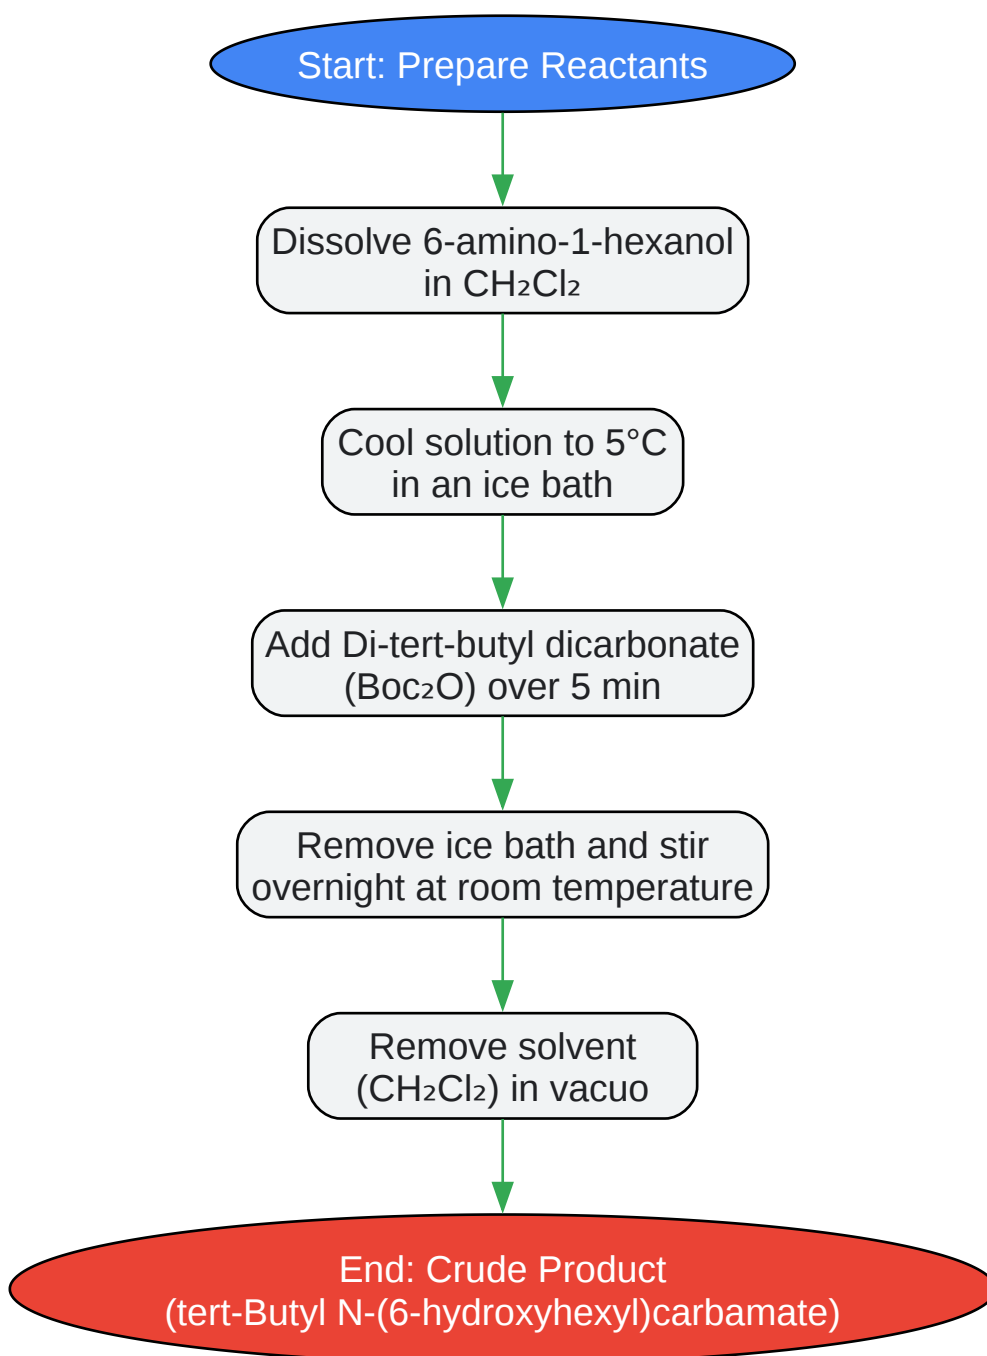 Start: Prepare Reactants
Dissolve 6-amino-1-hexanol
in CH₂Cl₂
Cool solution to 5°C
in an ice bath
Add Di-tert-butyl dicarbonate
(Boc₂O) over 5 min
Remove ice bath and stir
overnight at room temperature
Remove solvent
(CH₂Cl₂) in vacuo
End: Crude Product
(tert-Butyl N-(6-hydroxyhexyl)carbamate)